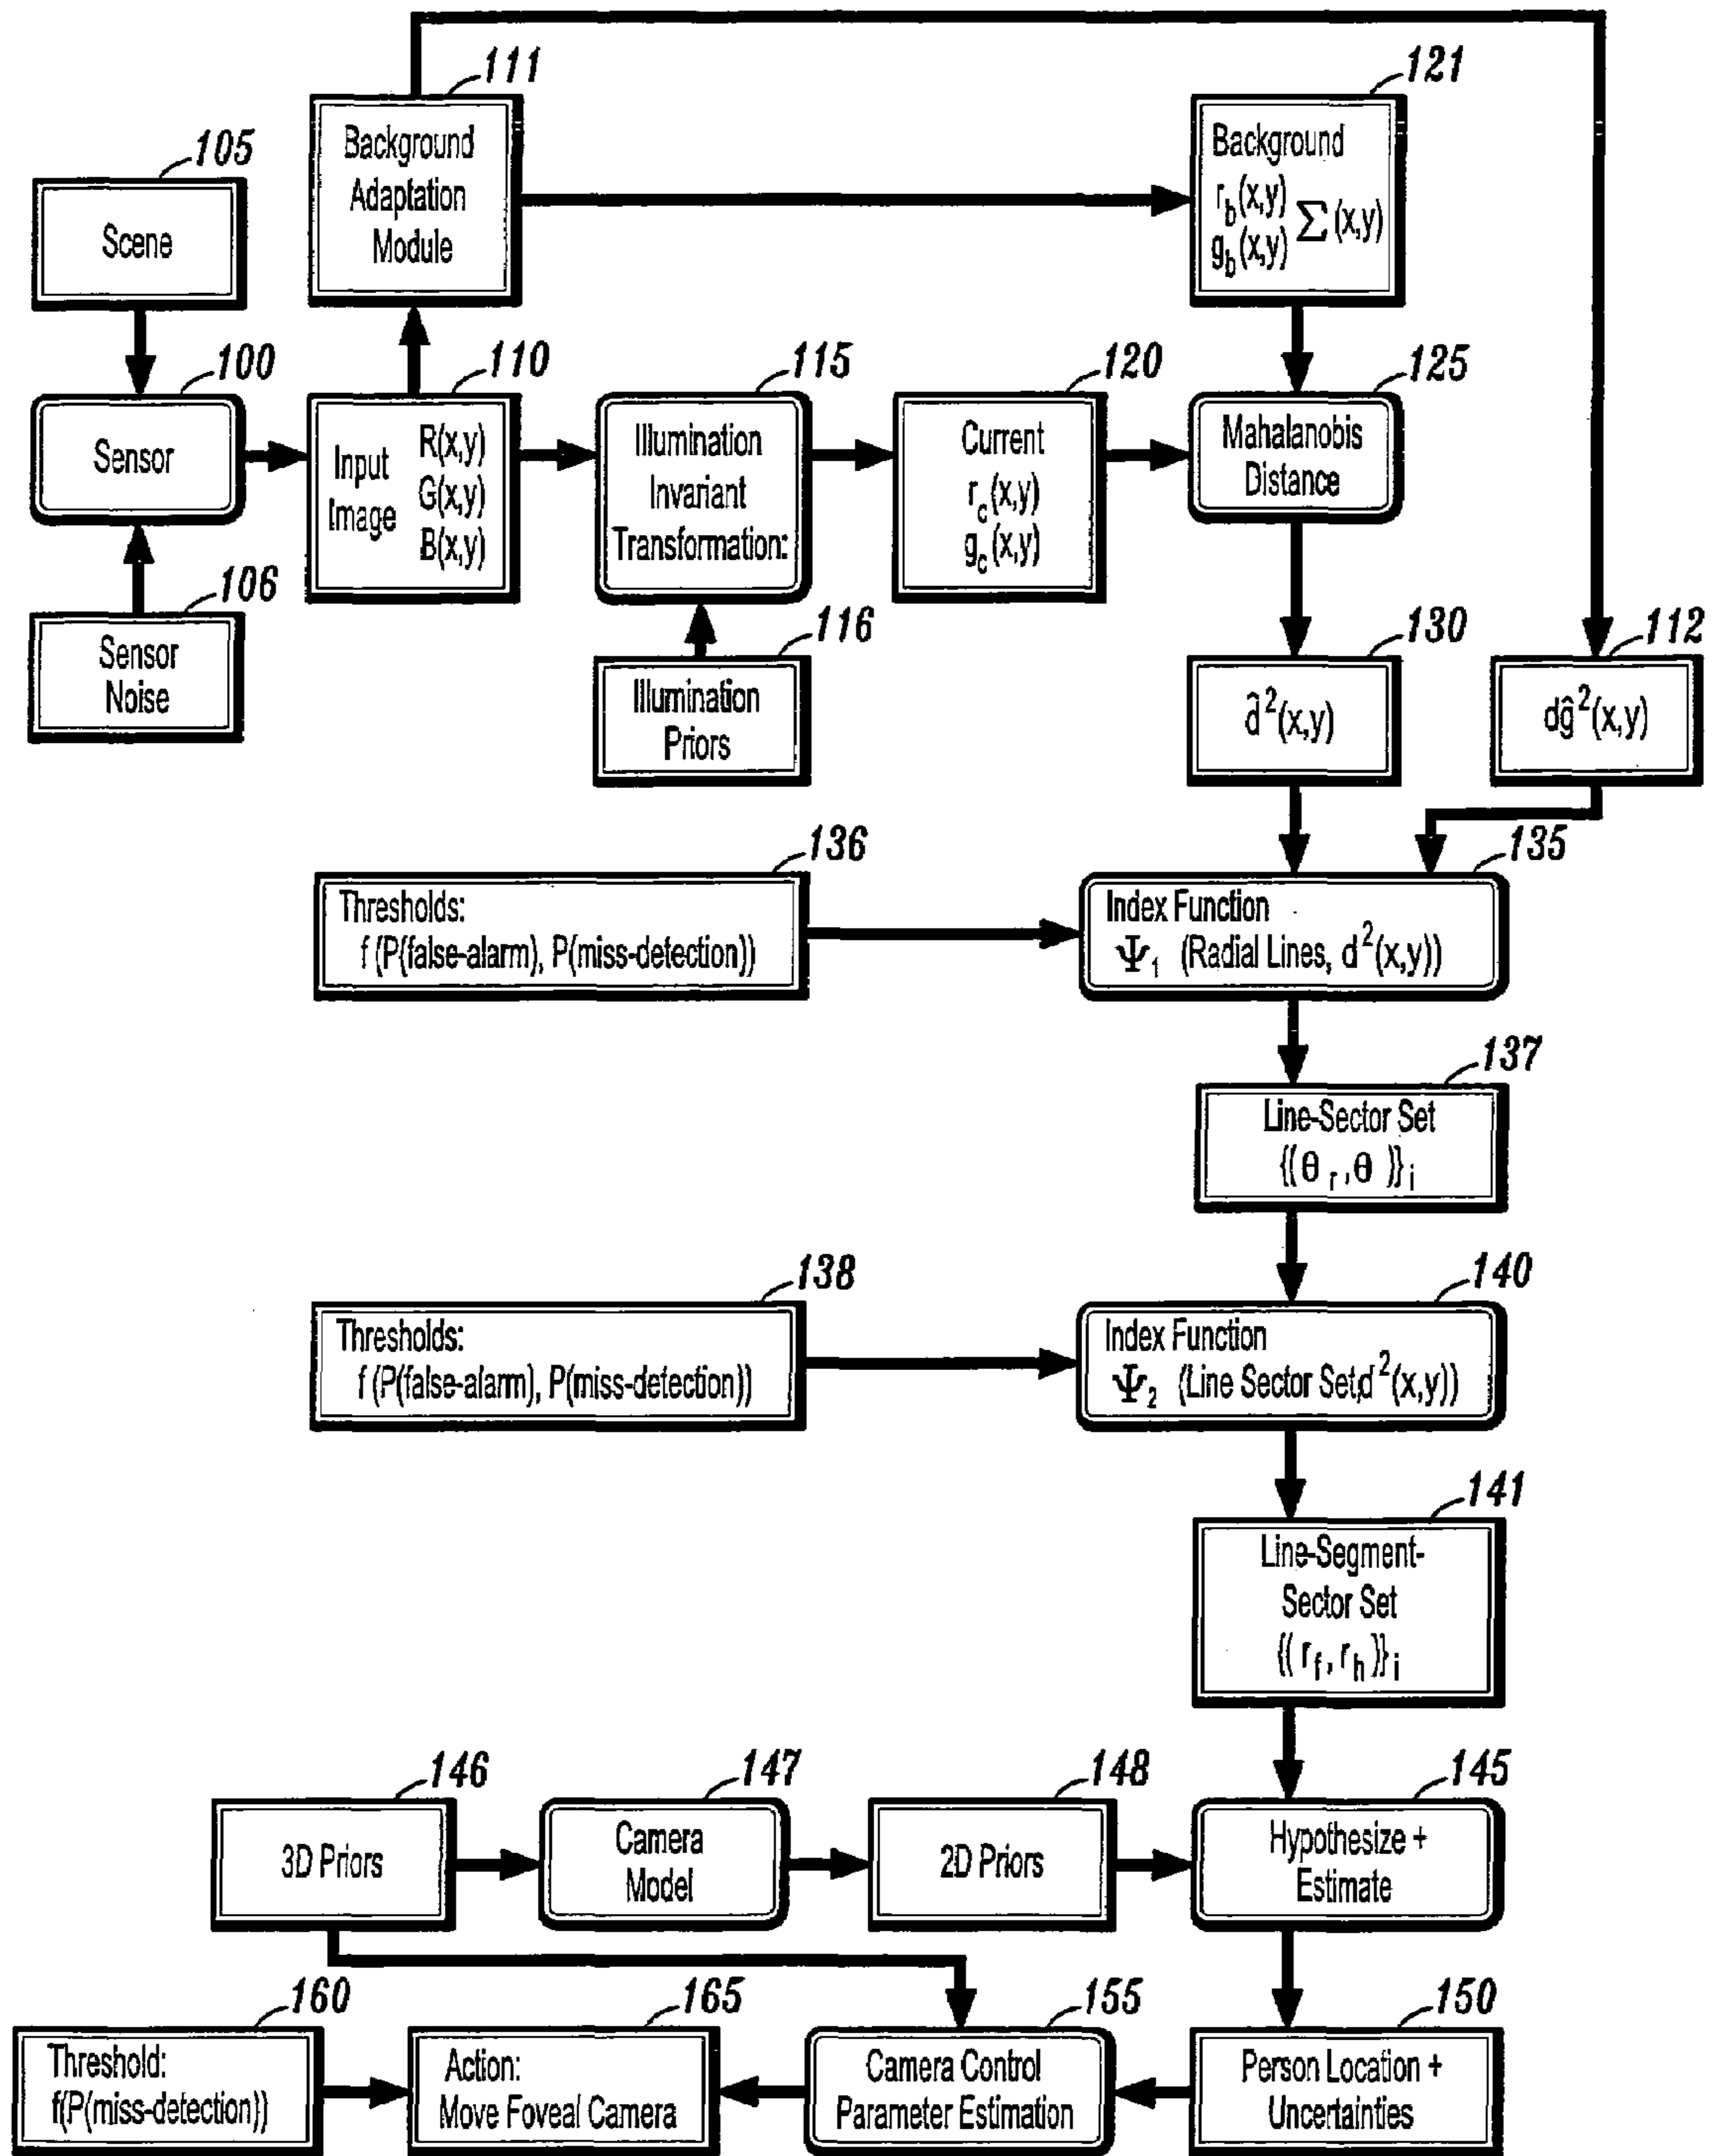 111
Background
Adaptation
Module
121
Background
r_b(x,y)
g_b(x,y) Σ(x,y)
105
Scene
100
Sensor
110
Input
Image
R(x,y)
G(x,y)
B(x,y)
115
Illumination
Invariant
Transformation:
120
Current
r_c(x,y)
g_c(x,y)
125
Mahalanobis
Distance
106
Sensor
Noise
116
Illumination
Priors
130
d̂²(x,y)
112
dĝ²(x,y)
136
Thresholds:
f (P(false-alarm), P(miss-detection))
135
Index Function
Ψ₁ (Radial Lines, d²(x,y))
137
Line-Sector Set
{(θ_r,θ )}_i
138
Thresholds:
f (P(false-alarm), P(miss-detection))
140
Index Function
Ψ₂ (Line Sector Set,d²(x,y))
141
Line-Segment-
Sector Set
{(r_f,r_h)}_i
146
3D Priors
147
Camera
Model
148
2D Priors
145
Hypothesize +
Estimate
160
Threshold:
f(P(miss-detection))
165
Action:
Move Foveal Camera
155
Camera Control
Parameter Estimation
150
Person Location +
Uncertainties